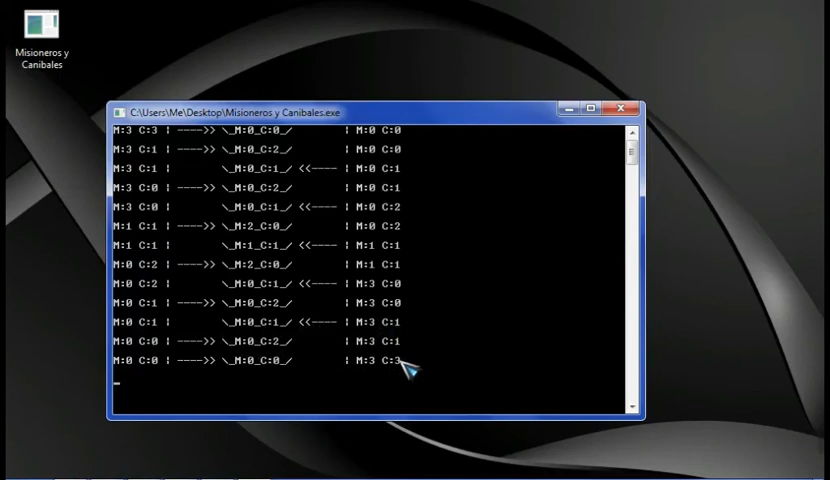 Misioneros y
Canibales
C:\Users\Me\Desktop\Misioneros y Canibales.exe
M:3 C:3 | ---->> \_M:0_C:0_/ | M:0 C:0
M:3 C:1 | ---->> \_M:0_C:2_/ | M:0 C:0
M:3 C:1 | \_M:0_C:1_/ <<---- | M:0 C:1
M:3 C:0 | ---->> \_M:0_C:2_/ | M:0 C:1
M:3 C:0 | \_M:0_C:1_/ <<---- | M:0 C:2
M:1 C:1 | ---->> \_M:2_C:0_/ | M:0 C:2
M:1 C:1 | \_M:1_C:1_/ <<---- | M:1 C:1
M:0 C:2 | ---->> \_M:2_C:0_/ | M:1 C:1
M:0 C:2 | \_M:0_C:1_/ <<---- | M:3 C:0
M:0 C:1 | ---->> \_M:0_C:2_/ | M:3 C:0
M:0 C:1 | \_M:0_C:1_/ <<---- | M:3 C:1
M:0 C:0 | ---->> \_M:0_C:2_/ | M:3 C:1
M:0 C:0 | ---->> \_M:0_C:0_/ | M:3 C:3